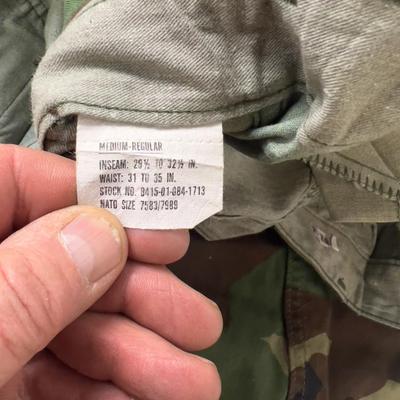 MEDIUM-REGULAR
INSEAM: 29½ TO 32½ IN.
WAIST: 31 TO 35 IN.
STOCK NO. 8415-01-084-1713
NATO SIZE 7583/7989